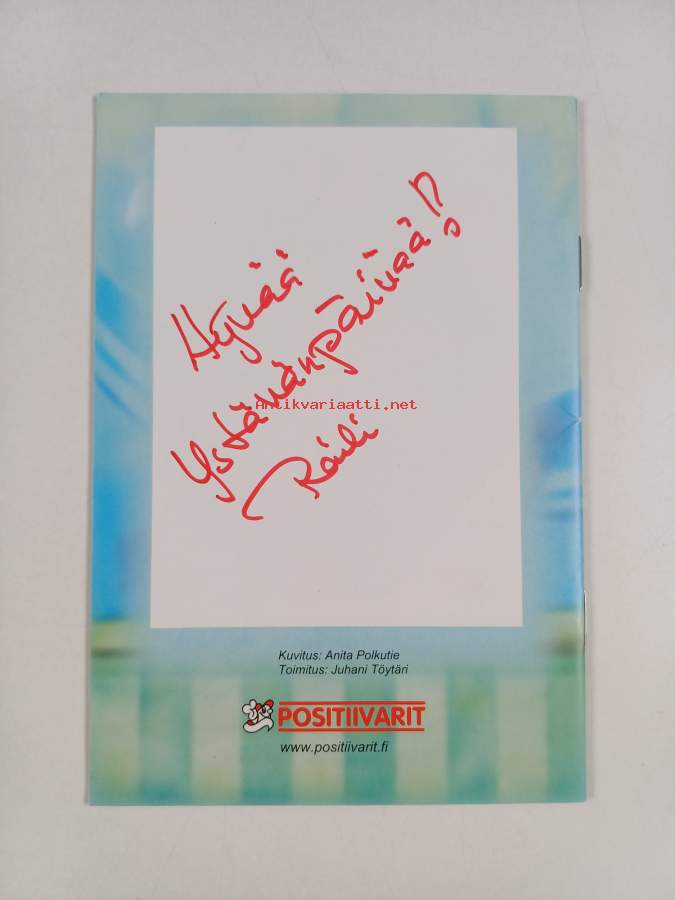 Hyvää
Ystävänpäivää!
Raili
Antikvariaatti.net
Kuvitus: Anita Polkutie
Toimitus: Juhani Töytäri
POSITIIVARIT
www.positiivarit.fi